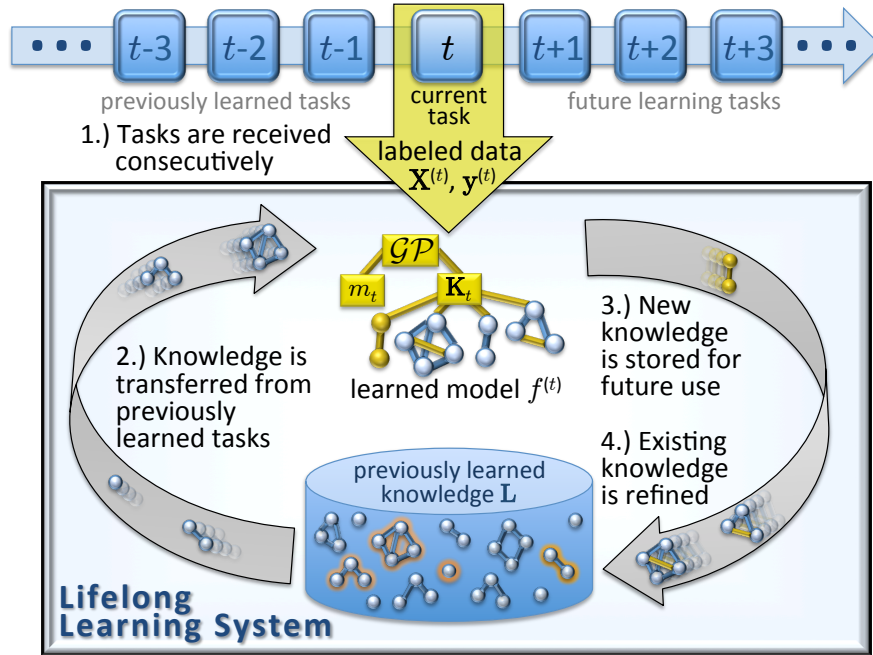 ••• t-3 t-2 t-1 t t+1 t+2 t+3 •••
previously learned tasks
current
task
future learning tasks
1.) Tasks are received
consecutively
labeled data
X⁽ᵗ⁾, y⁽ᵗ⁾
GP
mₜ
Kₜ
learned model f⁽ᵗ⁾
2.) Knowledge is
transferred from
previously
learned tasks
3.) New
knowledge
is stored for
future use
4.) Existing
knowledge
is refined
previously learned
knowledge L
Lifelong
Learning System